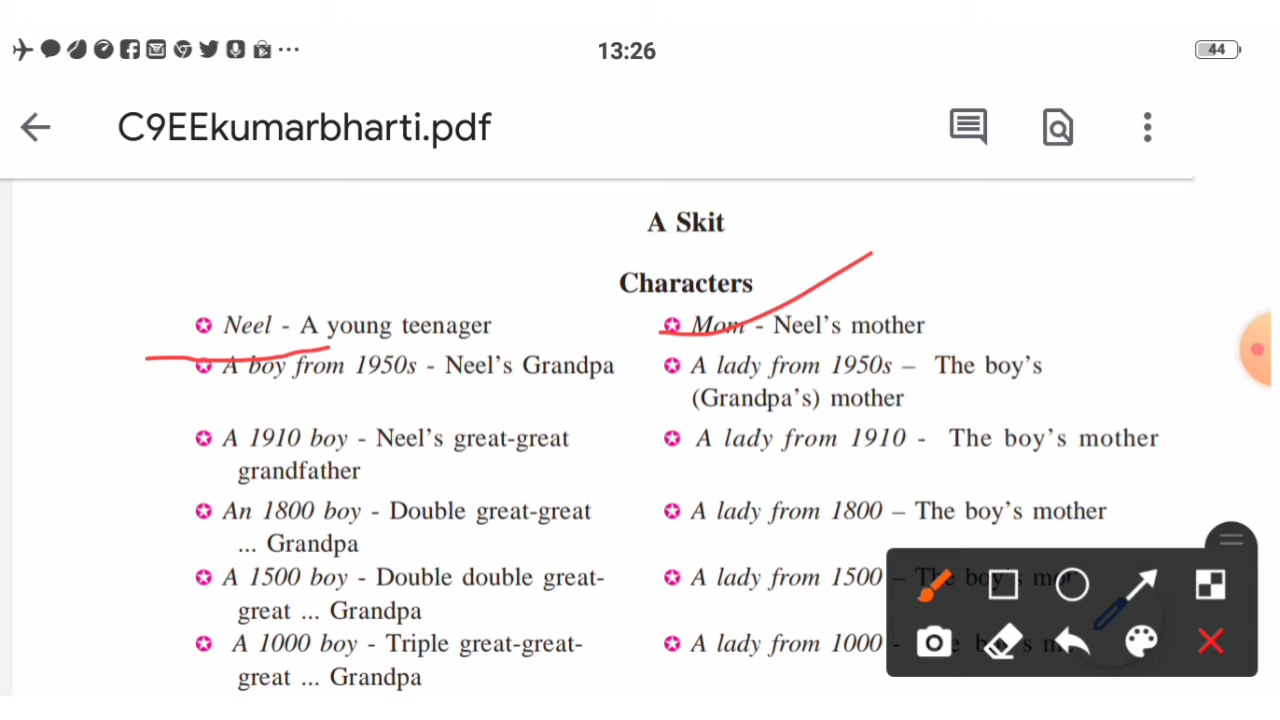 13:26
44
C9EEkumarbharti.pdf
A Skit
Characters
Neel - A young teenager
Mom - Neel's mother
A boy from 1950s - Neel's Grandpa
A lady from 1950s – The boy's
(Grandpa's) mother
A 1910 boy - Neel's great-great
grandfather
A lady from 1910 - The boy's mother
An 1800 boy - Double great-great
... Grandpa
A lady from 1800 – The boy's mother
A 1500 boy - Double double great-
great ... Grandpa
A lady from 1500 – The boy's
A 1000 boy - Triple great-great-
great ... Grandpa
A lady from 1000 -